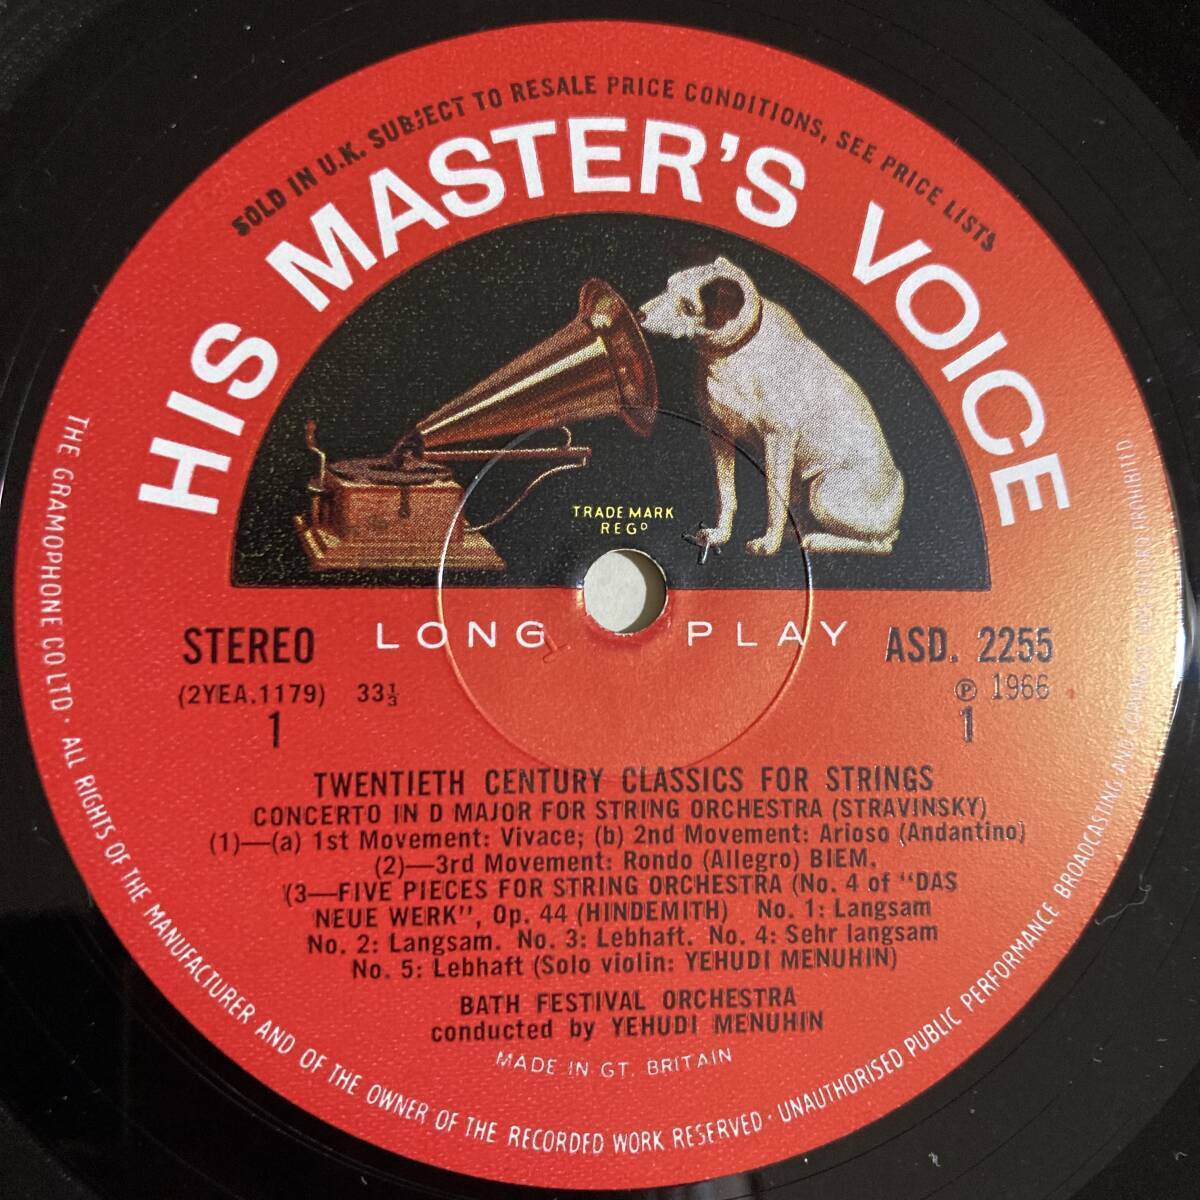 SOLD IN U.K. SUBJECT TO RESALE PRICE CONDITIONS, SEE PRICE LISTS
HIS MASTER'S VOICE
TRADE MARK
REGD
STEREO LONG PLAY ASD. 2255
(2YEA.1179) 33⅓ ℗ 1966
1 1
TWENTIETH CENTURY CLASSICS FOR STRINGS
CONCERTO IN D MAJOR FOR STRING ORCHESTRA (STRAVINSKY)
(1)—(a) 1st Movement: Vivace; (b) 2nd Movement: Arioso (Andantino)
(2)—3rd Movement: Rondo (Allegro) BIEM.
(3—FIVE PIECES FOR STRING ORCHESTRA (No. 4 of "DAS
NEUE WERK", Op. 44 (HINDEMITH) No. 1: Langsam
No. 2: Langsam. No. 3: Lebhaft. No. 4: Sehr langsam
No. 5: Lebhaft (Solo violin: YEHUDI MENUHIN)
BATH FESTIVAL ORCHESTRA
conducted by YEHUDI MENUHIN
MADE IN GT. BRITAIN
THE GRAMOPHONE CO LTD · ALL RIGHTS OF THE MANUFACTURER AND OF THE OWNER OF THE RECORDED WORK RESERVED · UNAUTHORISED PUBLIC PERFORMANCE BROADCASTING AND COPYING OF THIS RECORD PROHIBITED